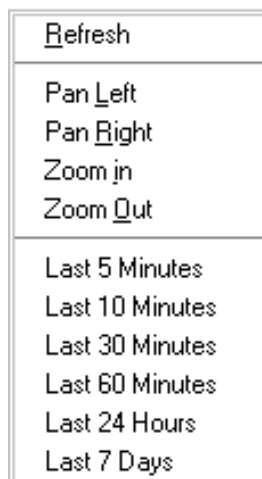 Refresh
Pan Left
Pan Right
Zoom in
Zoom Out
Last 5 Minutes
Last 10 Minutes
Last 30 Minutes
Last 60 Minutes
Last 24 Hours
Last 7 Days